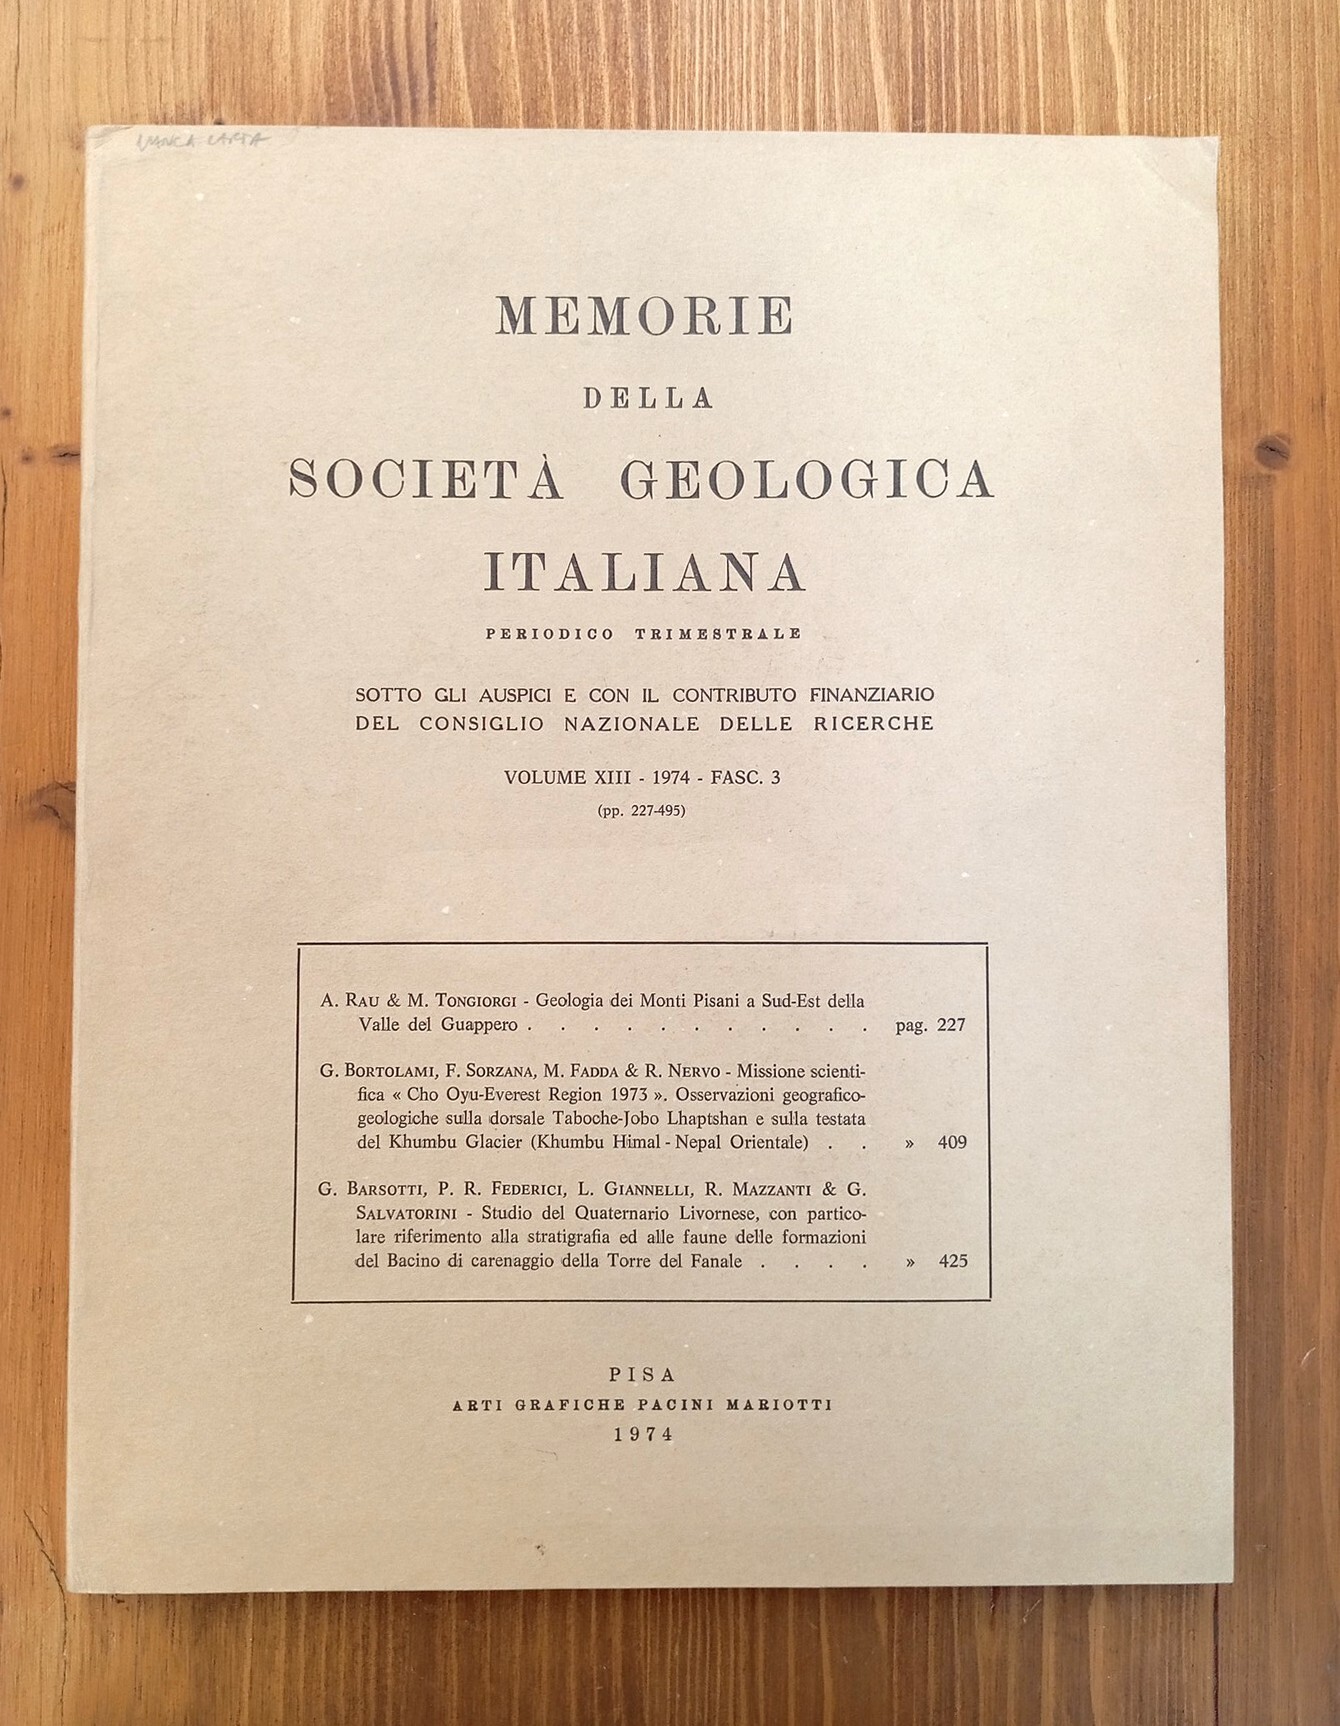 MANCA CARTA
MEMORIE
DELLA
SOCIETÀ GEOLOGICA
ITALIANA
PERIODICO TRIMESTRALE
SOTTO GLI AUSPICI E CON IL CONTRIBUTO FINANZIARIO
DEL CONSIGLIO NAZIONALE DELLE RICERCHE
VOLUME XIII - 1974 - FASC. 3
(pp. 227-495)
A. RAU & M. TONGIORGI - Geologia dei Monti Pisani a Sud-Est della
Valle del Guappero . . . . . . . . . . . pag. 227
G. BORTOLAMI, F. SORZANA, M. FADDA & R. NERVO - Missione scienti-
fica « Cho Oyu-Everest Region 1973 ». Osservazioni geografico-
geologiche sulla dorsale Taboche-Jobo Lhaptshan e sulla testata
del Khumbu Glacier (Khumbu Himal - Nepal Orientale) . . » 409
G. BARSOTTI, P. R. FEDERICI, L. GIANNELLI, R. MAZZANTI & G.
SALVATORINI - Studio del Quaternario Livornese, con partico-
lare riferimento alla stratigrafia ed alle faune delle formazioni
del Bacino di carenaggio della Torre del Fanale . . . . » 425
PISA
ARTI GRAFICHE PACINI MARIOTTI
1974